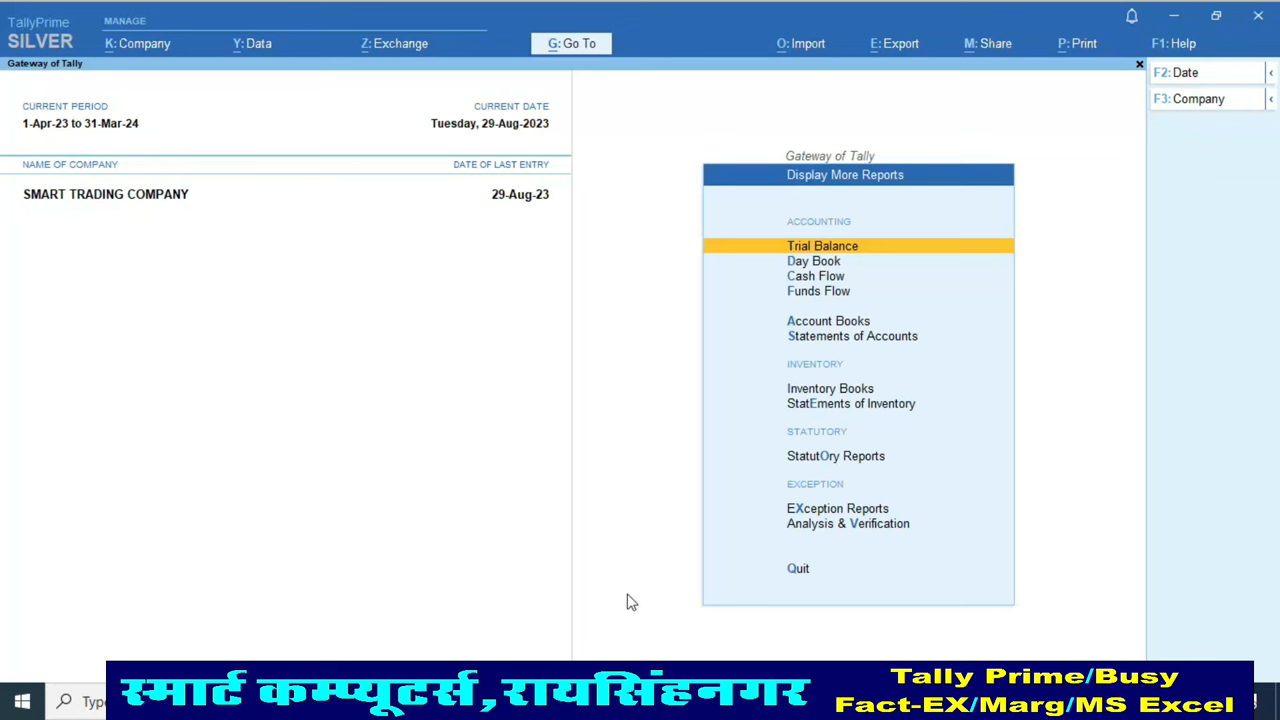 TallyPrime
SILVER
MANAGE
K: Company
Y: Data
Z: Exchange
G: Go To
O: Import
E: Export
M: Share
P: Print
F1: Help
Gateway of Tally
F2: Date
F3: Company
CURRENT PERIOD
CURRENT DATE
1-Apr-23 to 31-Mar-24
Tuesday, 29-Aug-2023
NAME OF COMPANY
DATE OF LAST ENTRY
SMART TRADING COMPANY
29-Aug-23
Gateway of Tally
Display More Reports
ACCOUNTING
Trial Balance
Day Book
Cash Flow
Funds Flow
Account Books
Statements of Accounts
INVENTORY
Inventory Books
StatEments of Inventory
STATUTORY
StatutOry Reports
EXCEPTION
EXception Reports
Analysis & Verification
Quit
स्मार्ट कम्प्यूटर्स,रायसिंहनगर
Tally Prime/Busy
Fact-EX/Marg/MS Excel